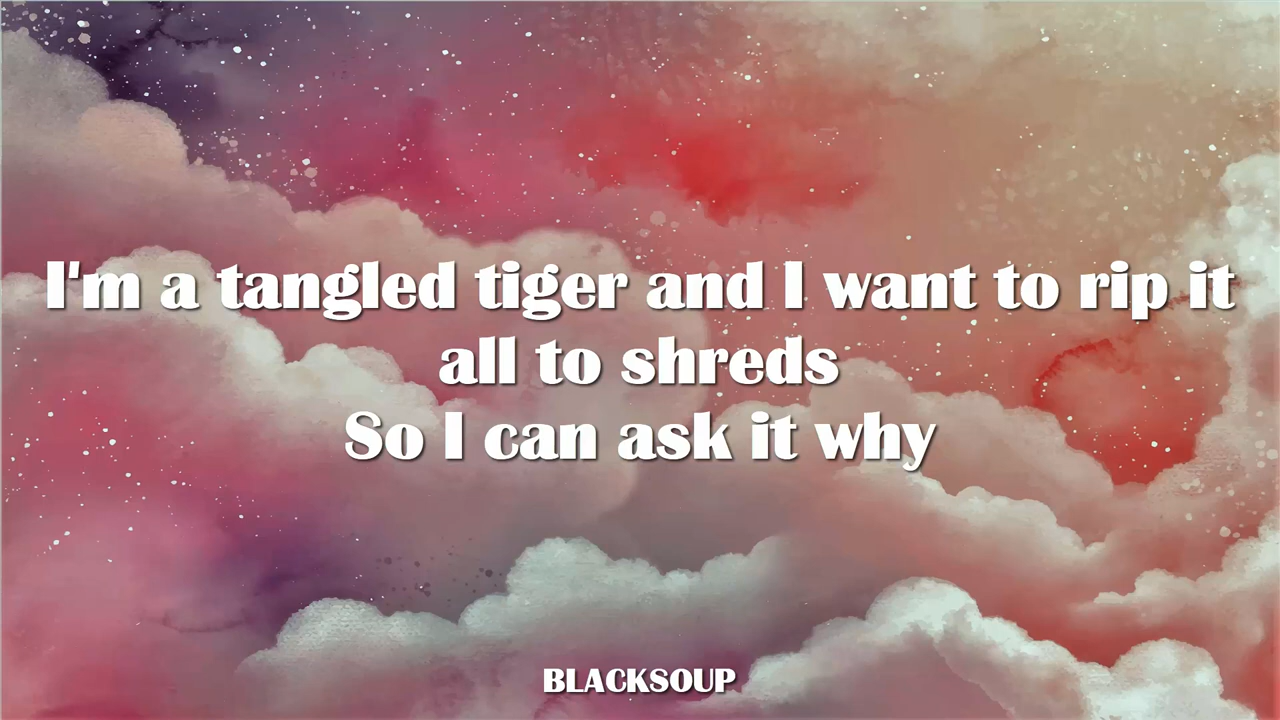 I'm a tangled tiger and I want to rip it
all to shreds
So I can ask it why
BLACKSOUP